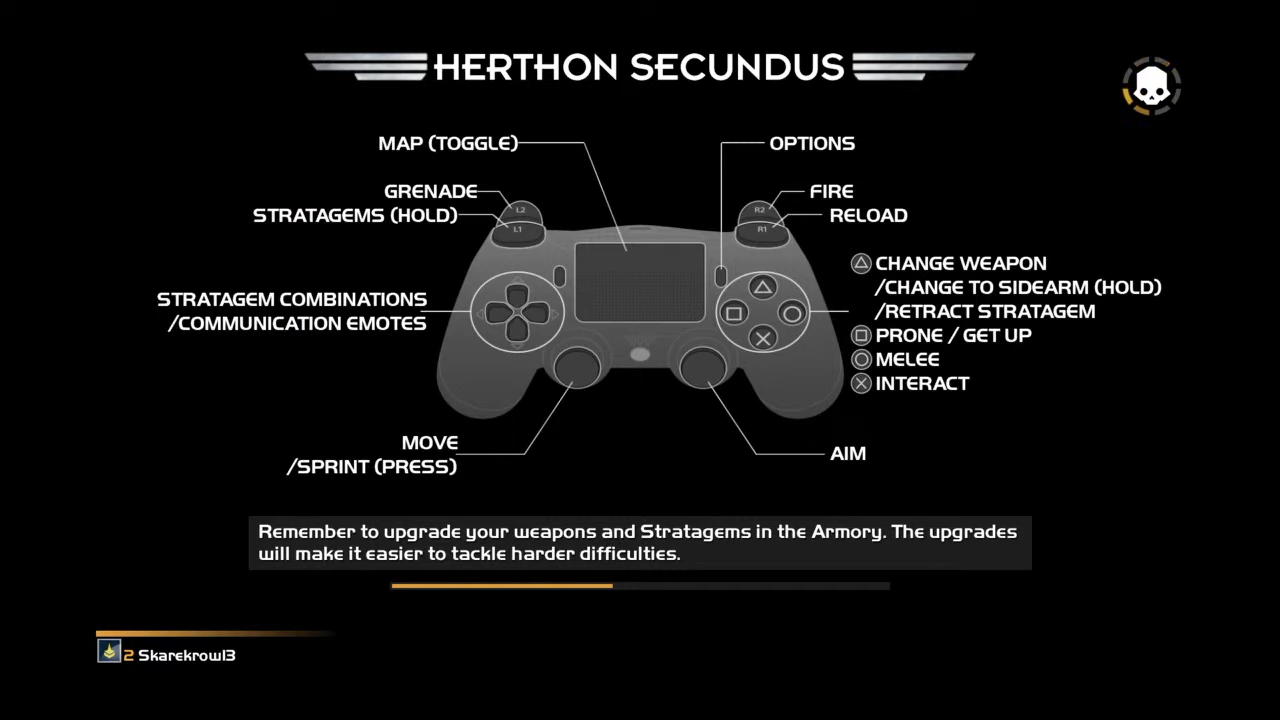 HERTHON SECUNDUS
MAP (TOGGLE)
OPTIONS
GRENADE
FIRE
STRATAGEMS (HOLD)
RELOAD
L2
L1
R2
R1
CHANGE WEAPON
/CHANGE TO SIDEARM (HOLD)
/RETRACT STRATAGEM
PRONE / GET UP
MELEE
INTERACT
STRATAGEM COMBINATIONS
/COMMUNICATION EMOTES
MOVE
/SPRINT (PRESS)
AIM
Remember to upgrade your weapons and Stratagems in the Armory. The upgrades
will make it easier to tackle harder difficulties.
2 Skarekrowl3